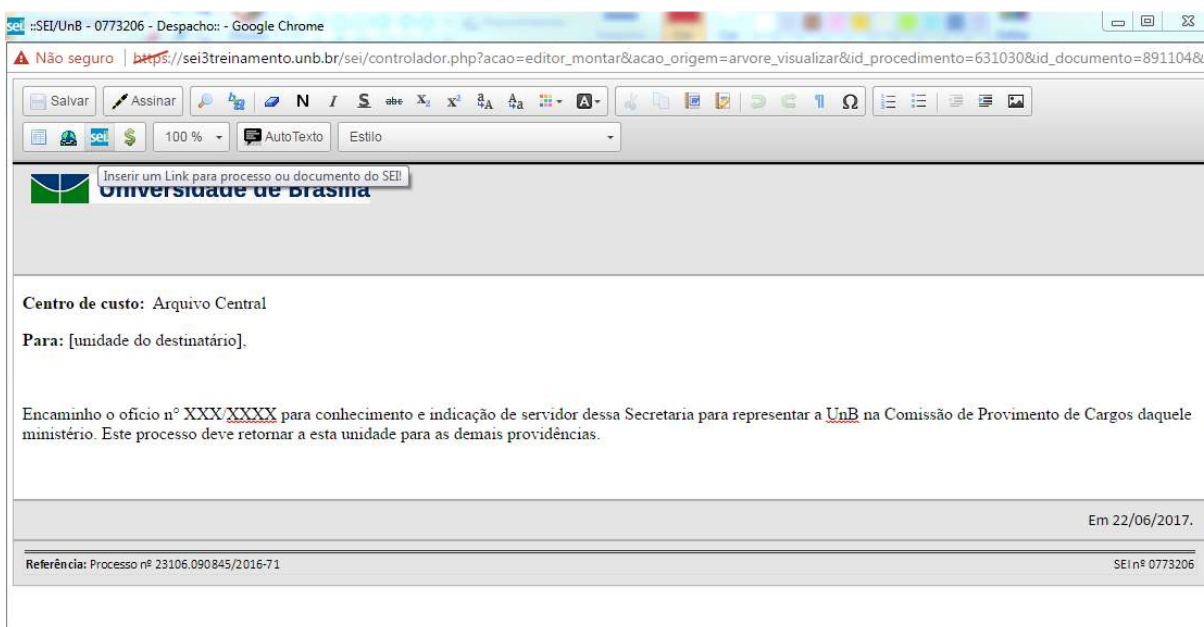 sei! ::SEI/UnB - 0773206 - Despacho:: - Google Chrome
Não seguro | https://sei3treinamento.unb.br/sei/controlador.php?acao=editor_montar&acao_origem=arvore_visualizar&id_procedimento=631030&id_documento=891104&
Salvar Assinar N I S abc X₂ X² Ω
sei! $ 100 % AutoTexto Estilo
Inserir um Link para processo ou documento do SEI!
Universidade de Brasília
Centro de custo: Arquivo Central
Para: [unidade do destinatário],
Encaminho o ofício n° XXX/XXXX para conhecimento e indicação de servidor dessa Secretaria para representar a UnB na Comissão de Provimento de Cargos daquele
ministério. Este processo deve retornar a esta unidade para as demais providências.
Em 22/06/2017.
Referência: Processo nº 23106.090845/2016-71 SEI nº 0773206